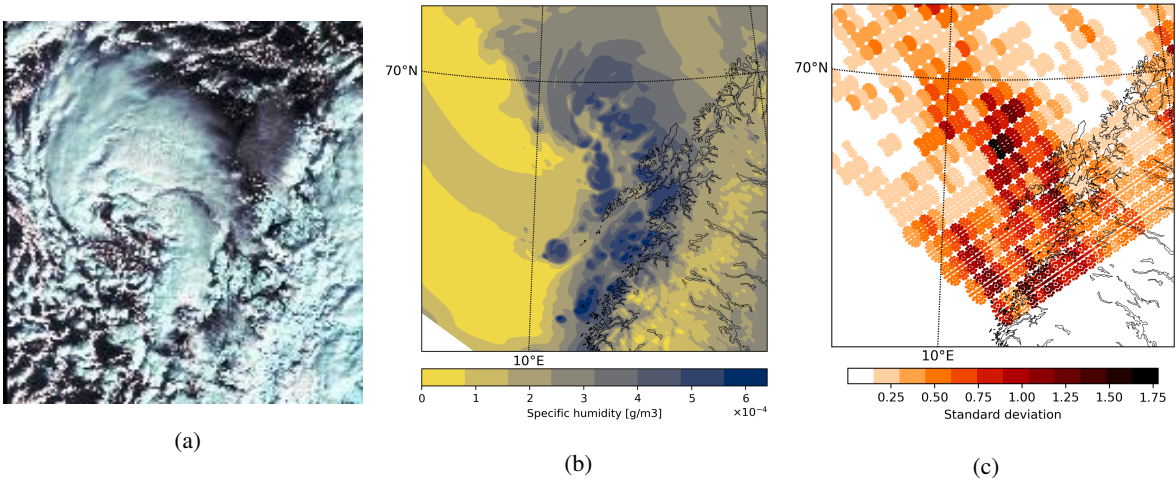 70°N
10°E
0 1 2 3 4 5 6
Specific humidity [g/m3] ×10⁻⁴
70°N
10°E
0.25 0.50 0.75 1.00 1.25 1.50 1.75
Standard deviation
(a)
(b)
(c)